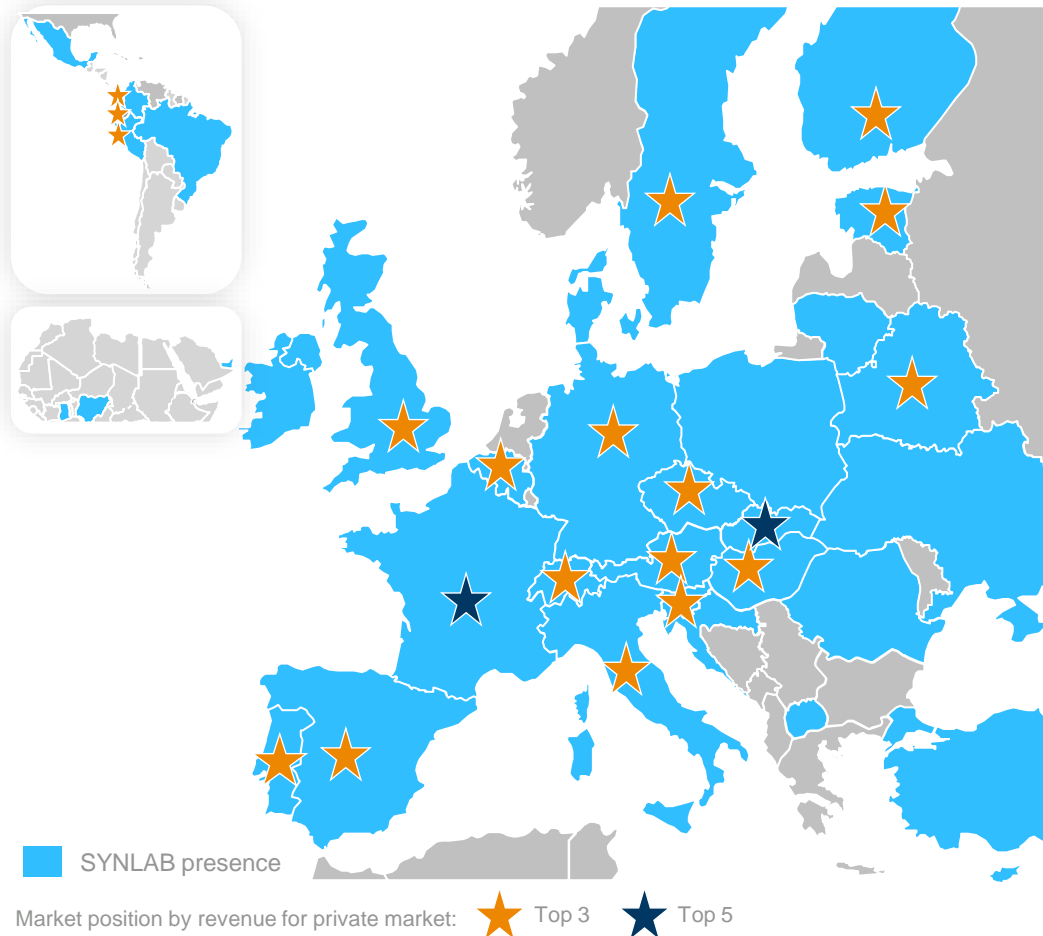 SYNLAB presence
Market position by revenue for private market: Top 3 Top 5